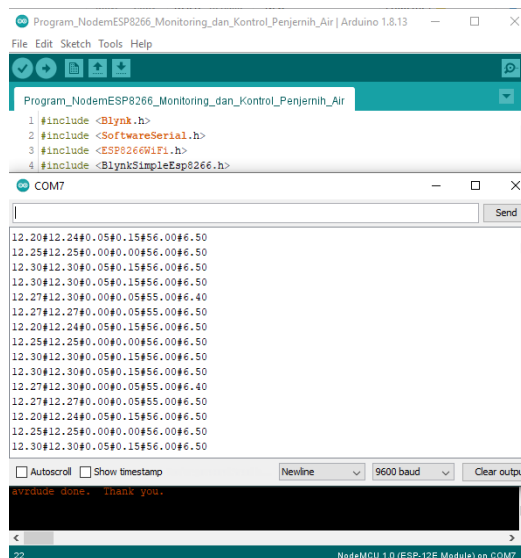 Program_NodemESP8266_Monitoring_dan_Kontrol_Penjernih_Air | Arduino 1.8.13
File Edit Sketch Tools Help
Program_NodemESP8266_Monitoring_dan_Kontrol_Penjernih_Air
1 #include <Blynk.h>
2 #include <SoftwareSerial.h>
3 #include <ESP8266WiFi.h>
4 #include <BlynkSimpleEsp8266.h>
COM7
Send
12.20#12.24#0.05#0.15#56.00#6.50
12.25#12.25#0.00#0.00#56.00#6.50
12.30#12.30#0.05#0.15#56.00#6.50
12.30#12.30#0.05#0.15#56.00#6.50
12.27#12.30#0.00#0.05#55.00#6.40
12.27#12.27#0.00#0.05#55.00#6.50
12.20#12.24#0.05#0.15#56.00#6.50
12.25#12.25#0.00#0.00#56.00#6.50
12.30#12.30#0.05#0.15#56.00#6.50
12.30#12.30#0.05#0.15#56.00#6.50
12.27#12.30#0.00#0.05#55.00#6.40
12.27#12.27#0.00#0.05#55.00#6.50
12.20#12.24#0.05#0.15#56.00#6.50
12.25#12.25#0.00#0.00#56.00#6.50
12.30#12.30#0.05#0.15#56.00#6.50
Autoscroll Show timestamp Newline 9600 baud Clear outpu
avrdude done. Thank you.
22 NodeMCU 1.0 (ESP-12E Module) on COM7